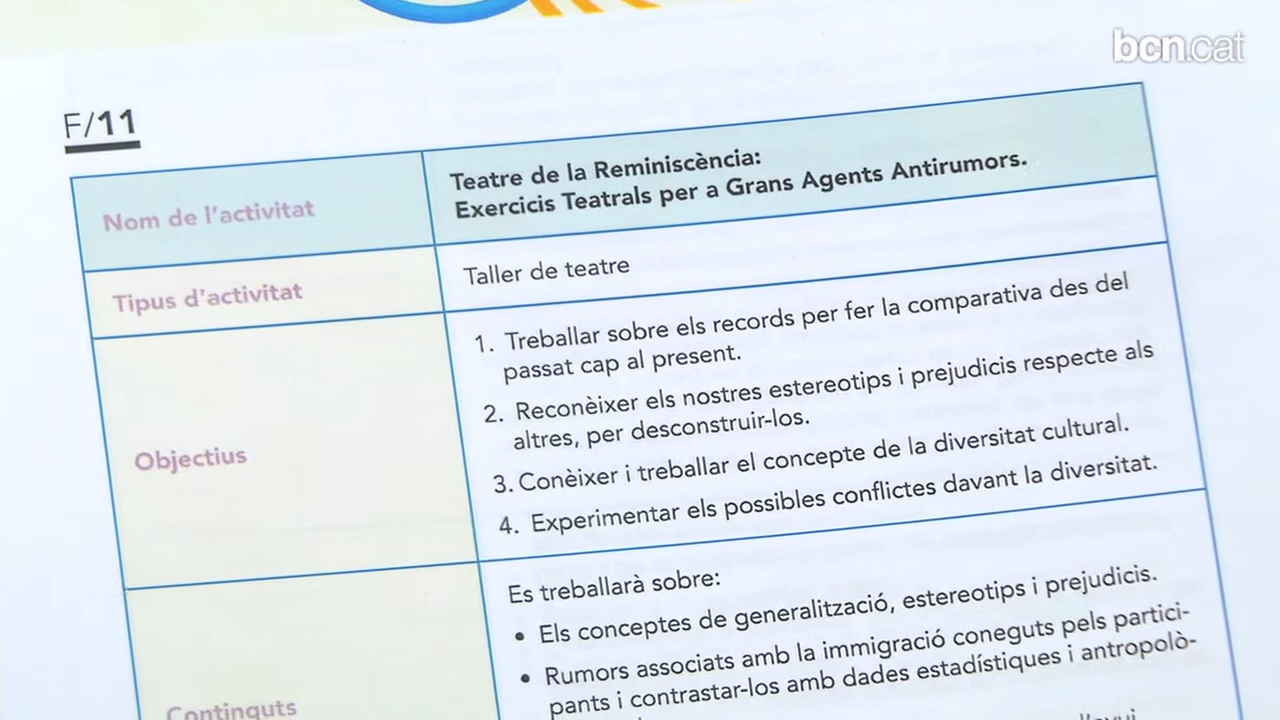 bcn.cat
F/11
Nom de l'activitat
Teatre de la Reminiscència:
Exercicis Teatrals per a Grans Agents Antirumors.
Tipus d'activitat
Taller de teatre
Objectius
1. Treballar sobre els records per fer la comparativa des del
passat cap al present.
2. Reconèixer els nostres estereotips i prejudicis respecte als
altres, per desconstruir-los.
3. Conèixer i treballar el concepte de la diversitat cultural.
4. Experimentar els possibles conflictes davant la diversitat.
Continguts
Es treballarà sobre:
• Els conceptes de generalització, estereotips i prejudicis.
• Rumors associats amb la immigració coneguts pels partici-
pants i contrastar-los amb dades estadístiques i antropolò-